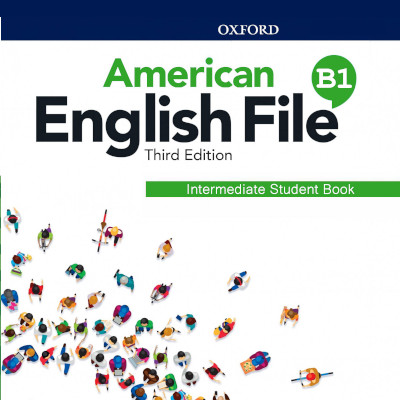 OXFORD
American
B1
English File
Third Edition
Intermediate Student Book